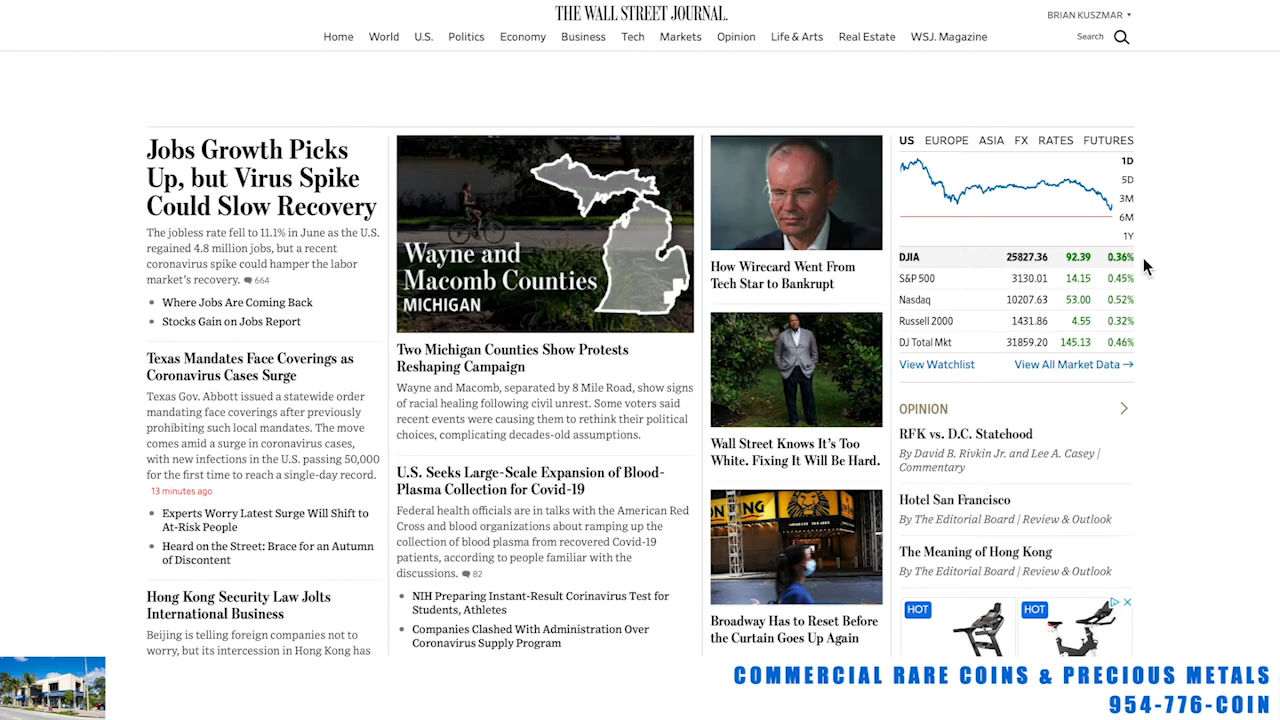 THE WALL STREET JOURNAL.
BRIAN KUSZMAR
Home World U.S. Politics Economy Business Tech Markets Opinion Life & Arts Real Estate WSJ. Magazine
Search
Jobs Growth Picks
Up, but Virus Spike
Could Slow Recovery
The jobless rate fell to 11.1% in June as the U.S.
regained 4.8 million jobs, but a recent
coronavirus spike could hamper the labor
market's recovery. 664
• Where Jobs Are Coming Back
• Stocks Gain on Jobs Report
Texas Mandates Face Coverings as
Coronavirus Cases Surge
Texas Gov. Abbott issued a statewide order
mandating face coverings after previously
prohibiting such local mandates. The move
comes amid a surge in coronavirus cases,
with new infections in the U.S. passing 50,000
for the first time to reach a single-day record.
13 minutes ago
• Experts Worry Latest Surge Will Shift to
At-Risk People
• Heard on the Street: Brace for an Autumn
of Discontent
Hong Kong Security Law Jolts
International Business
Beijing is telling foreign companies not to
worry, but its intercession in Hong Kong has
Wayne and
Macomb Counties
MICHIGAN
Two Michigan Counties Show Protests
Reshaping Campaign
Wayne and Macomb, separated by 8 Mile Road, show signs
of racial healing following civil unrest. Some voters said
recent events were causing them to rethink their political
choices, complicating decades-old assumptions.
U.S. Seeks Large-Scale Expansion of Blood-
Plasma Collection for Covid-19
Federal health officials are in talks with the American Red
Cross and blood organizations about ramping up the
collection of blood plasma from recovered Covid-19
patients, according to people familiar with the
discussions. 82
• NIH Preparing Instant-Result Corinavirus Test for
Students, Athletes
• Companies Clashed With Administration Over
Coronavirus Supply Program
How Wirecard Went From
Tech Star to Bankrupt
Wall Street Knows It's Too
White. Fixing It Will Be Hard.
ON KING
Broadway Has to Reset Before
the Curtain Goes Up Again
US EUROPE ASIA FX RATES FUTURES
1D
5D
3M
6M
1Y
DJIA 25827.36 92.39 0.36%
S&P 500 3130.01 14.15 0.45%
Nasdaq 10207.63 53.00 0.52%
Russell 2000 1431.86 4.55 0.32%
DJ Total Mkt 31859.20 145.13 0.46%
View Watchlist View All Market Data →
OPINION
RFK vs. D.C. Statehood
By David B. Rivkin Jr. and Lee A. Casey |
Commentary
Hotel San Francisco
By The Editorial Board | Review & Outlook
The Meaning of Hong Kong
By The Editorial Board | Review & Outlook
HOT HOT
COMMERCIAL RARE COINS & PRECIOUS METALS
954-776-COIN